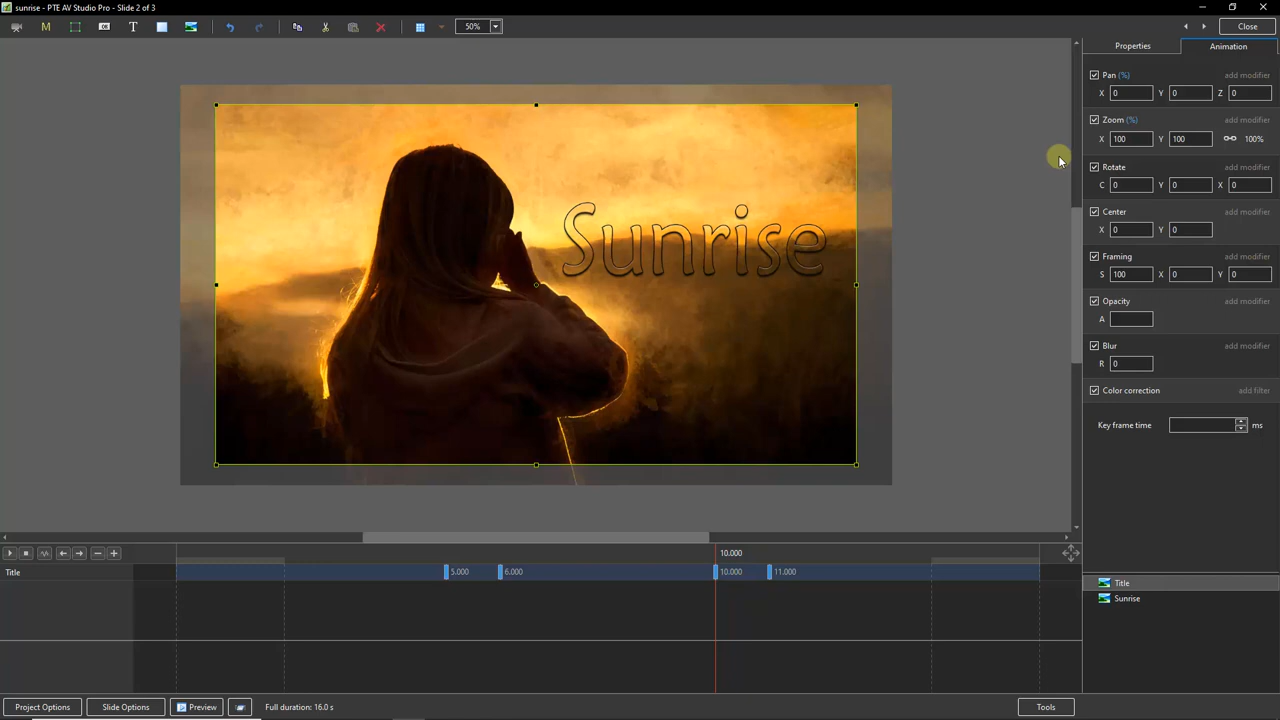 sunrise - PTE AV Studio Pro - Slide 2 of 3
M OK T 50% Close
Properties Animation
Pan (%) add modifier
X 0 Y 0 Z 0
Zoom (%) add modifier
X 100 Y 100 100%
Rotate add modifier
C 0 Y 0 X 0
Center add modifier
X 0 Y 0
Framing add modifier
S 100 X 0 Y 0
Opacity add modifier
A
Blur add modifier
R 0
Color correction add filter
Key frame time ms
Sunrise
10.000
Title 5.000 6.000 10.000 11.000
Title
Sunrise
Project Options Slide Options Preview Full duration: 16.0 s Tools